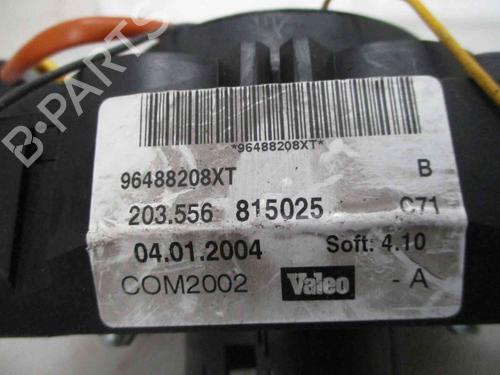 *96488208XT*
96488208XT B
203.556 815025 C71
04.01.2004 Soft: 4.10
COM2002 Valeo - A
B-PARTS